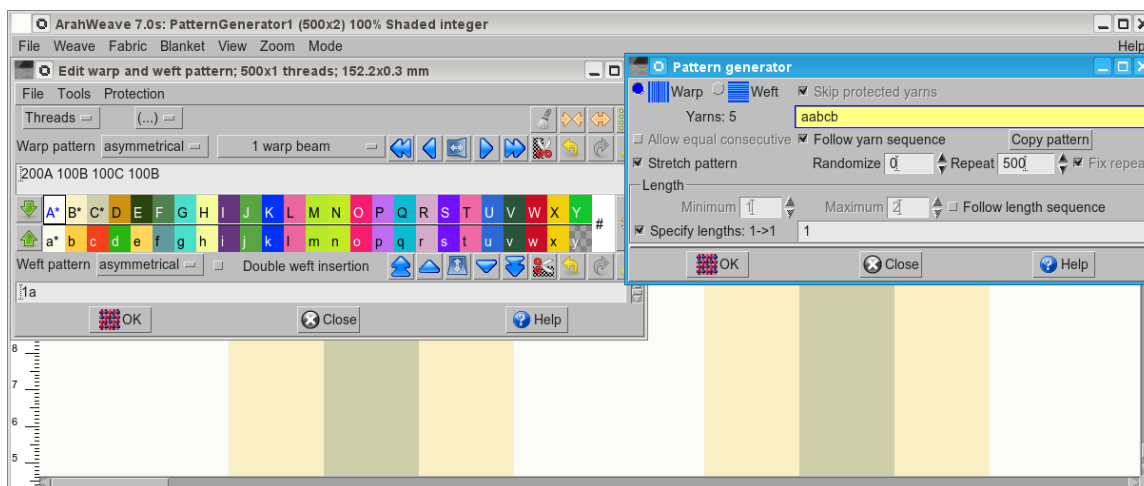 ArahWeave 7.0s: PatternGenerator1 (500x2) 100% Shaded integer
File Weave Fabric Blanket View Zoom Mode Help
Edit warp and weft pattern; 500x1 threads; 152.2x0.3 mm
File Tools Protection
Threads (...)
Warp pattern asymmetrical 1 warp beam
200A 100B 100C 100B
A* B* C* D E F G H I J K L M N O P Q R S T U V W X Y #
a* b c d e f g h i j k l m n o p q r s t u v w x y
Weft pattern asymmetrical Double weft insertion
1a
OK Close Help
Pattern generator
Warp Weft Skip protected yarns
Yarns: 5 aabcb
Allow equal consecutive Follow yarn sequence Copy pattern
Stretch pattern Randomize 0 Repeat 500 Fix repea
Length
Minimum 1 Maximum 2 Follow length sequence
Specify lengths: 1->1 1
OK Close Help
8
7
6
5